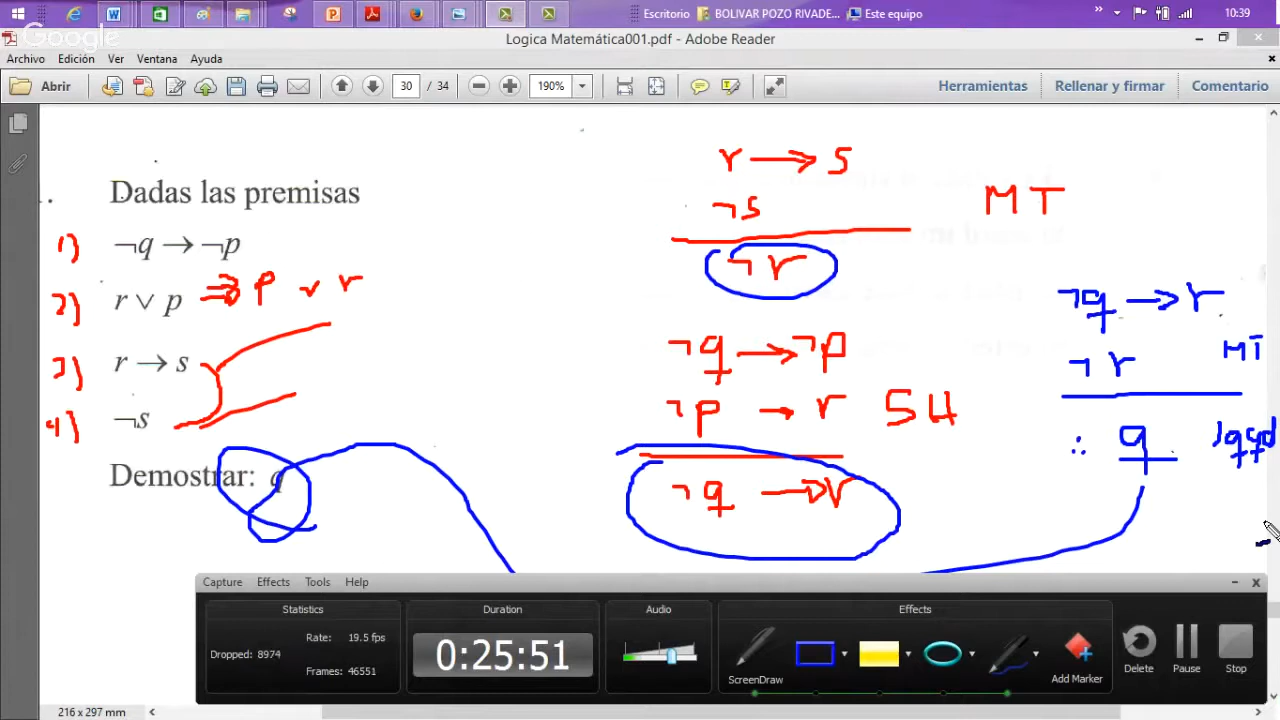 Escritorio
BOLIVAR POZO RIVADE...
Este equipo
10:39
Google
Logica Matemática001.pdf - Adobe Reader
Archivo Edición Ver Ventana Ayuda
Abrir
30 / 34
190%
Herramientas Rellenar y firmar Comentario
.. Dadas las premisas
1) ¬q → ¬p
2) r ∨ p ⇒ p ∨ r
3) r → s
4) ¬s
Demostrar: q
r → s
¬s
MT
¬r
¬q → ¬p
¬p → r SH
¬q → r
¬q → r
¬r MT
∴ q lqqd
Capture Effects Tools Help
Statistics
Dropped: 8974
Rate: 19.5 fps
Frames: 46551
Duration
0:25:51
Audio
Effects
ScreenDraw
Add Marker
Delete
Pause
Stop
216 x 297 mm